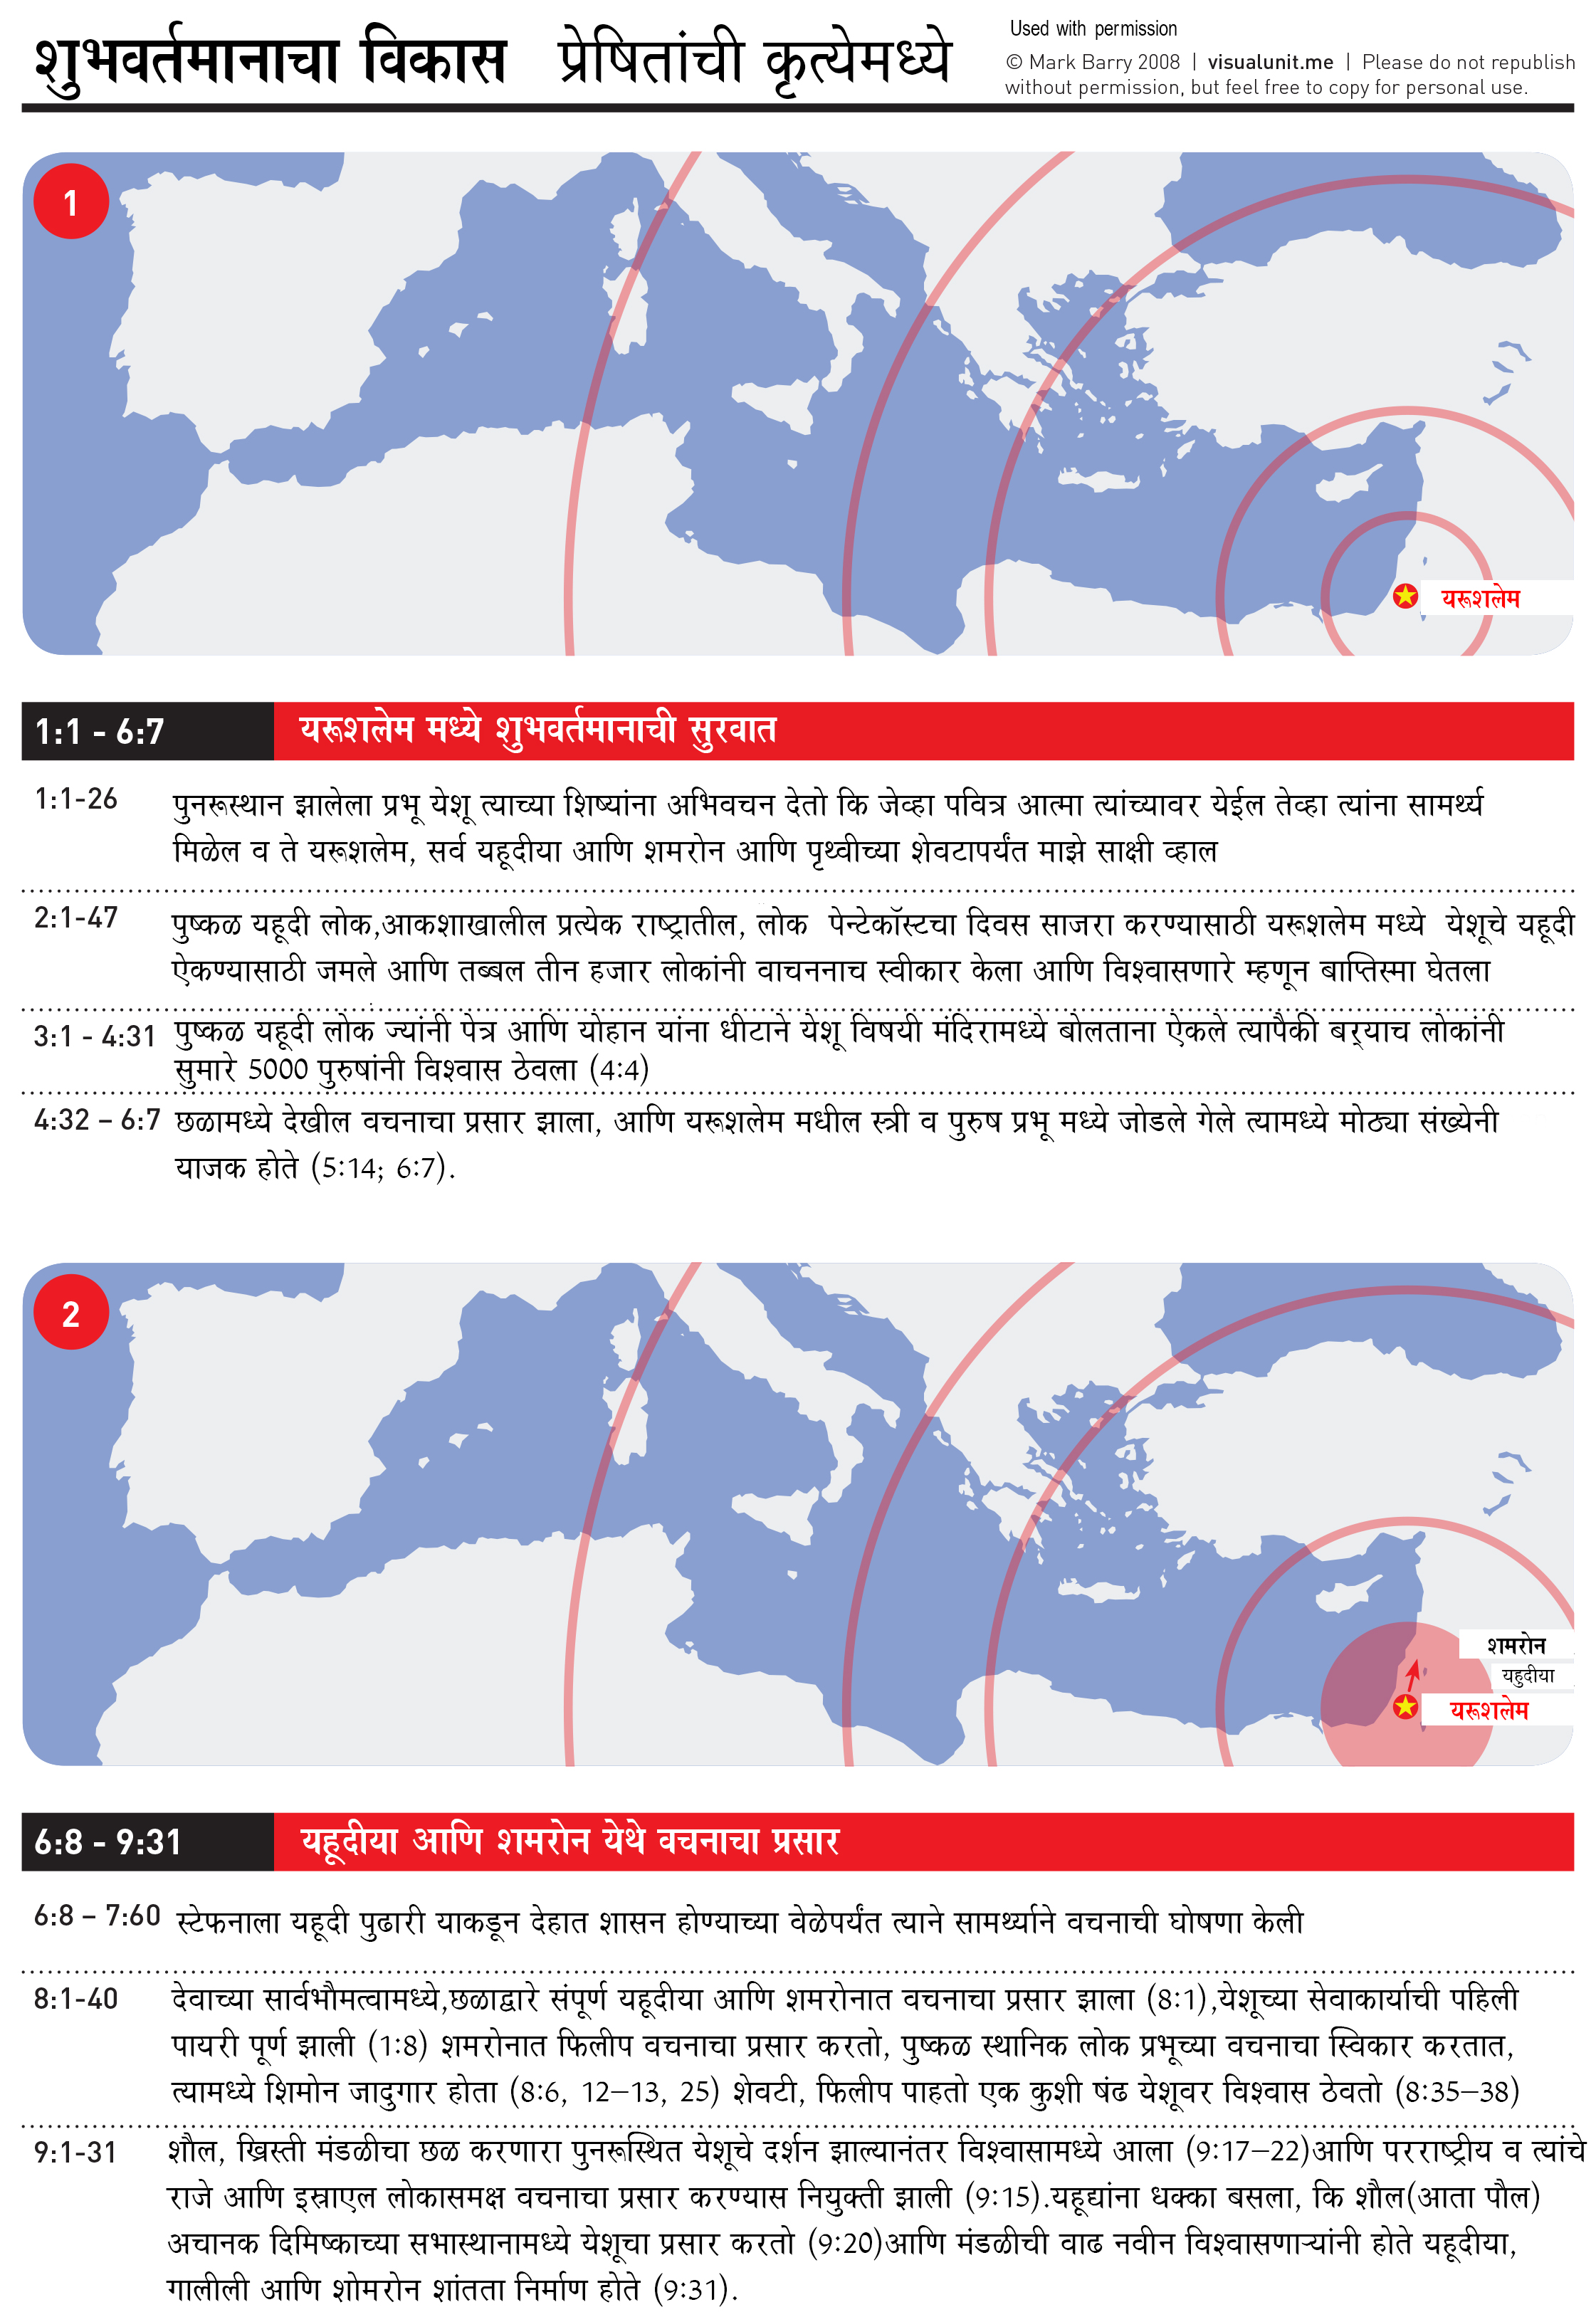 शुभवर्तमानाचा विकास प्रेषितांची कृत्येमध्ये
Used with permission
© Mark Barry 2008 | visualunit.me | Please do not republish
without permission, but feel free to copy for personal use.
1
यरूशलेम
1:1 - 6:7 यरूशलेम मध्ये शुभवर्तमानाची सुरवात
1:1-26 पुनरूस्थान झालेला प्रभू येशू त्याच्या शिष्यांना अभिवचन देतो कि जेव्हा पवित्र आत्मा त्यांच्यावर येईल तेव्हा त्यांना सामर्थ्य
मिळेल व ते यरूशलेम, सर्व यहूदीया आणि शमरोन आणि पृथ्वीच्या शेवटापर्यंत माझे साक्षी व्हाल
2:1-47 पुष्कळ यहूदी लोक,आकशाखालील प्रत्येक राष्ट्रातील, लोक पेन्टेकॉस्टचा दिवस साजरा करण्यासाठी यरूशलेम मध्ये येशूचे यहूदी
ऐकण्यासाठी जमले आणि तब्बल तीन हजार लोकांनी वाचननाच स्वीकार केला आणि विश्वासणारे म्हणून बाप्तिस्मा घेतला
3:1 - 4:31 पुष्कळ यहूदी लोक ज्यांनी पेत्र आणि योहान यांना धीटाने येशू विषयी मंदिरामध्ये बोलताना ऐकले त्यापैकी बर्‍याच लोकांनी
सुमारे 5000 पुरुषांनी विश्वास ठेवला (4:4)
4:32 – 6:7 छळामध्ये देखील वचनाचा प्रसार झाला, आणि यरूशलेम मधील स्त्री व पुरुष प्रभू मध्ये जोडले गेले त्यामध्ये मोठ्या संख्येनी
याजक होते (5:14; 6:7).
2
शमरोन
यहुदीया
यरूशलेम
6:8 - 9:31 यहूदीया आणि शमरोन येथे वचनाचा प्रसार
6:8 – 7:60 स्टेफनाला यहूदी पुढारी याकडून देहात शासन होण्याच्या वेळेपर्यंत त्याने सामर्थ्याने वचनाची घोषणा केली
8:1-40 देवाच्या सार्वभौमत्वामध्ये,छळाद्वारे संपूर्ण यहूदीया आणि शमरोनात वचनाचा प्रसार झाला (8:1),येशूच्या सेवाकार्याची पहिली
पायरी पूर्ण झाली (1:8) शमरोनात फिलीप वचनाचा प्रसार करतो, पुष्कळ स्थानिक लोक प्रभूच्या वचनाचा स्विकार करतात,
त्यामध्ये शिमोन जादुगार होता (8:6, 12–13, 25) शेवटी, फिलीप पाहतो एक कुशी षंढ येशूवर विश्वास ठेवतो (8:35–38)
9:1-31 शौल, ख्रिस्ती मंडळीचा छळ करणारा पुनरूस्थित येशूचे दर्शन झाल्यानंतर विश्वासामध्ये आला (9:17–22)आणि परराष्ट्रीय व त्यांचे
राजे आणि इस्राएल लोकासमक्ष वचनाचा प्रसार करण्यास नियुक्ती झाली (9:15).यहूद्यांना धक्का बसला, कि शौल(आता पौल)
अचानक दिमिष्काच्या सभास्थानामध्ये येशूचा प्रसार करतो (9:20)आणि मंडळीची वाढ नवीन विश्वासणाऱ्यांनी होते यहूदीया,
गालीली आणि शोमरोन शांतता निर्माण होते (9:31).